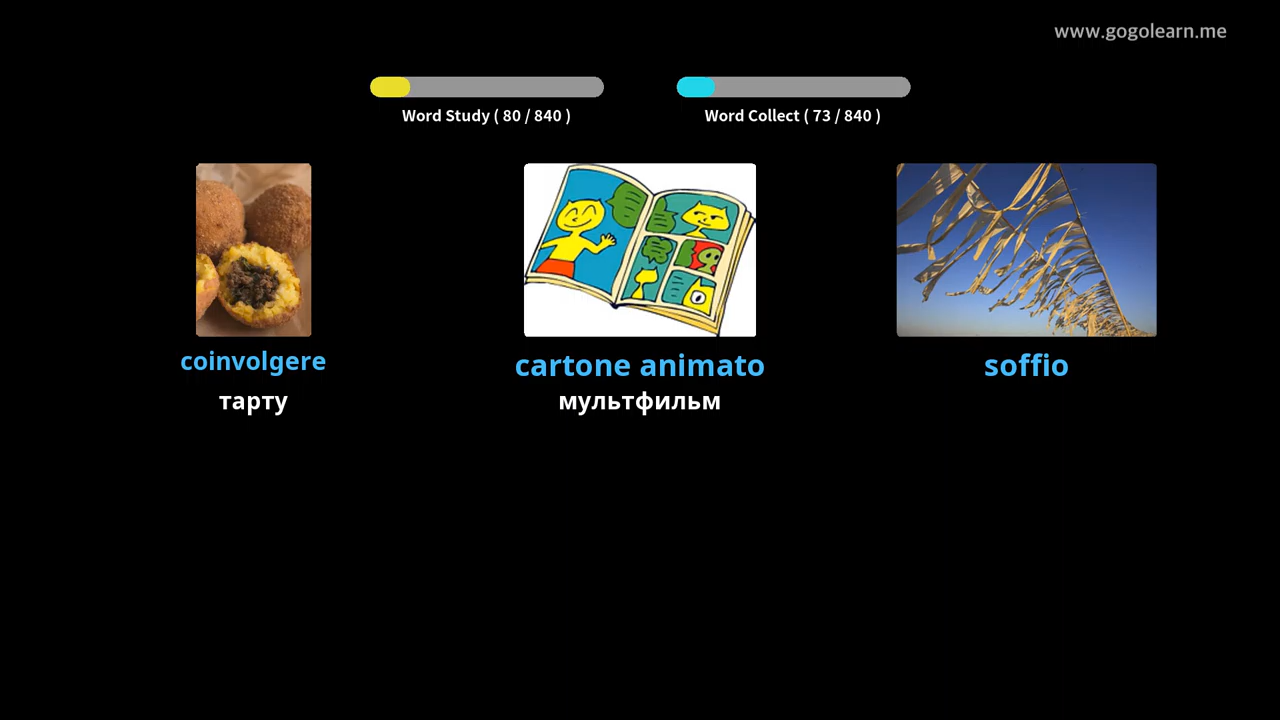 www.gogolearn.me
Word Study ( 80 / 840 )
Word Collect ( 73 / 840 )
coinvolgere
тарту
cartone animato
мультфильм
soffio